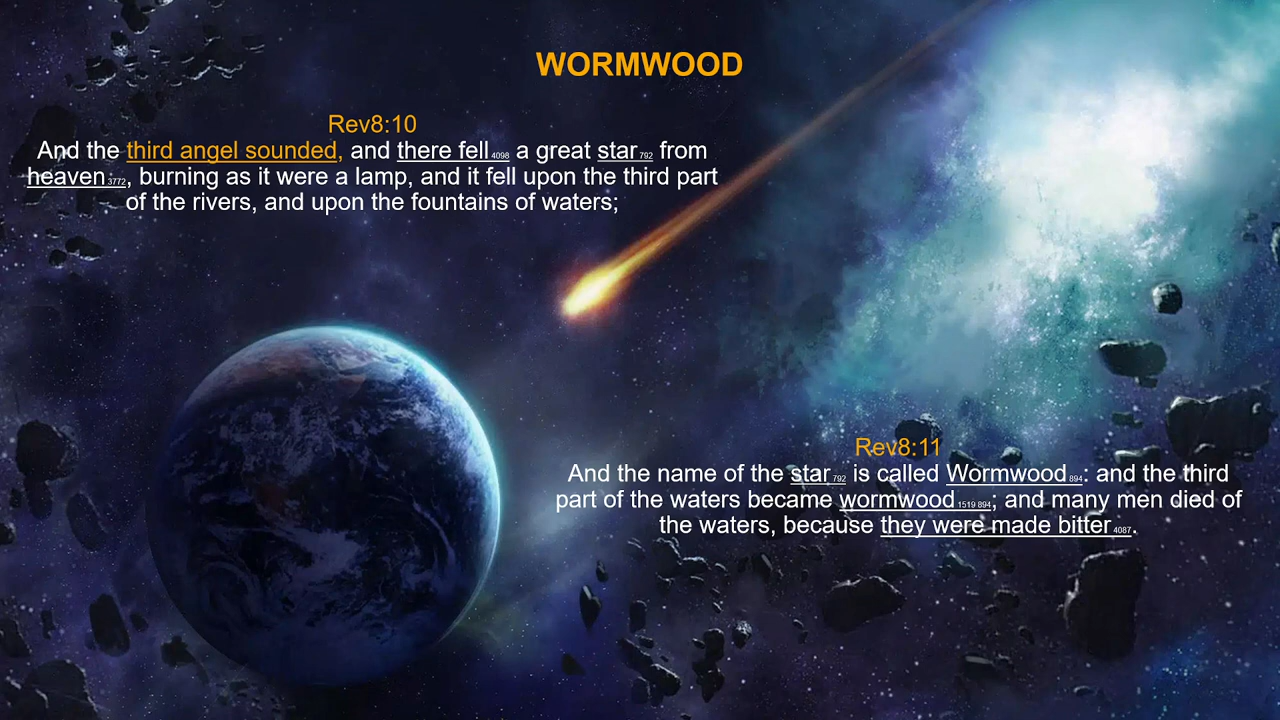 WORMWOOD
Rev8:10
And the third angel sounded, and there fell 4098 a great star 792 from
heaven 3772, burning as it were a lamp, and it fell upon the third part
of the rivers, and upon the fountains of waters;
Rev8:11
And the name of the star 792 is called Wormwood 894: and the third
part of the waters became wormwood 1519 894; and many men died of
the waters, because they were made bitter 4087.